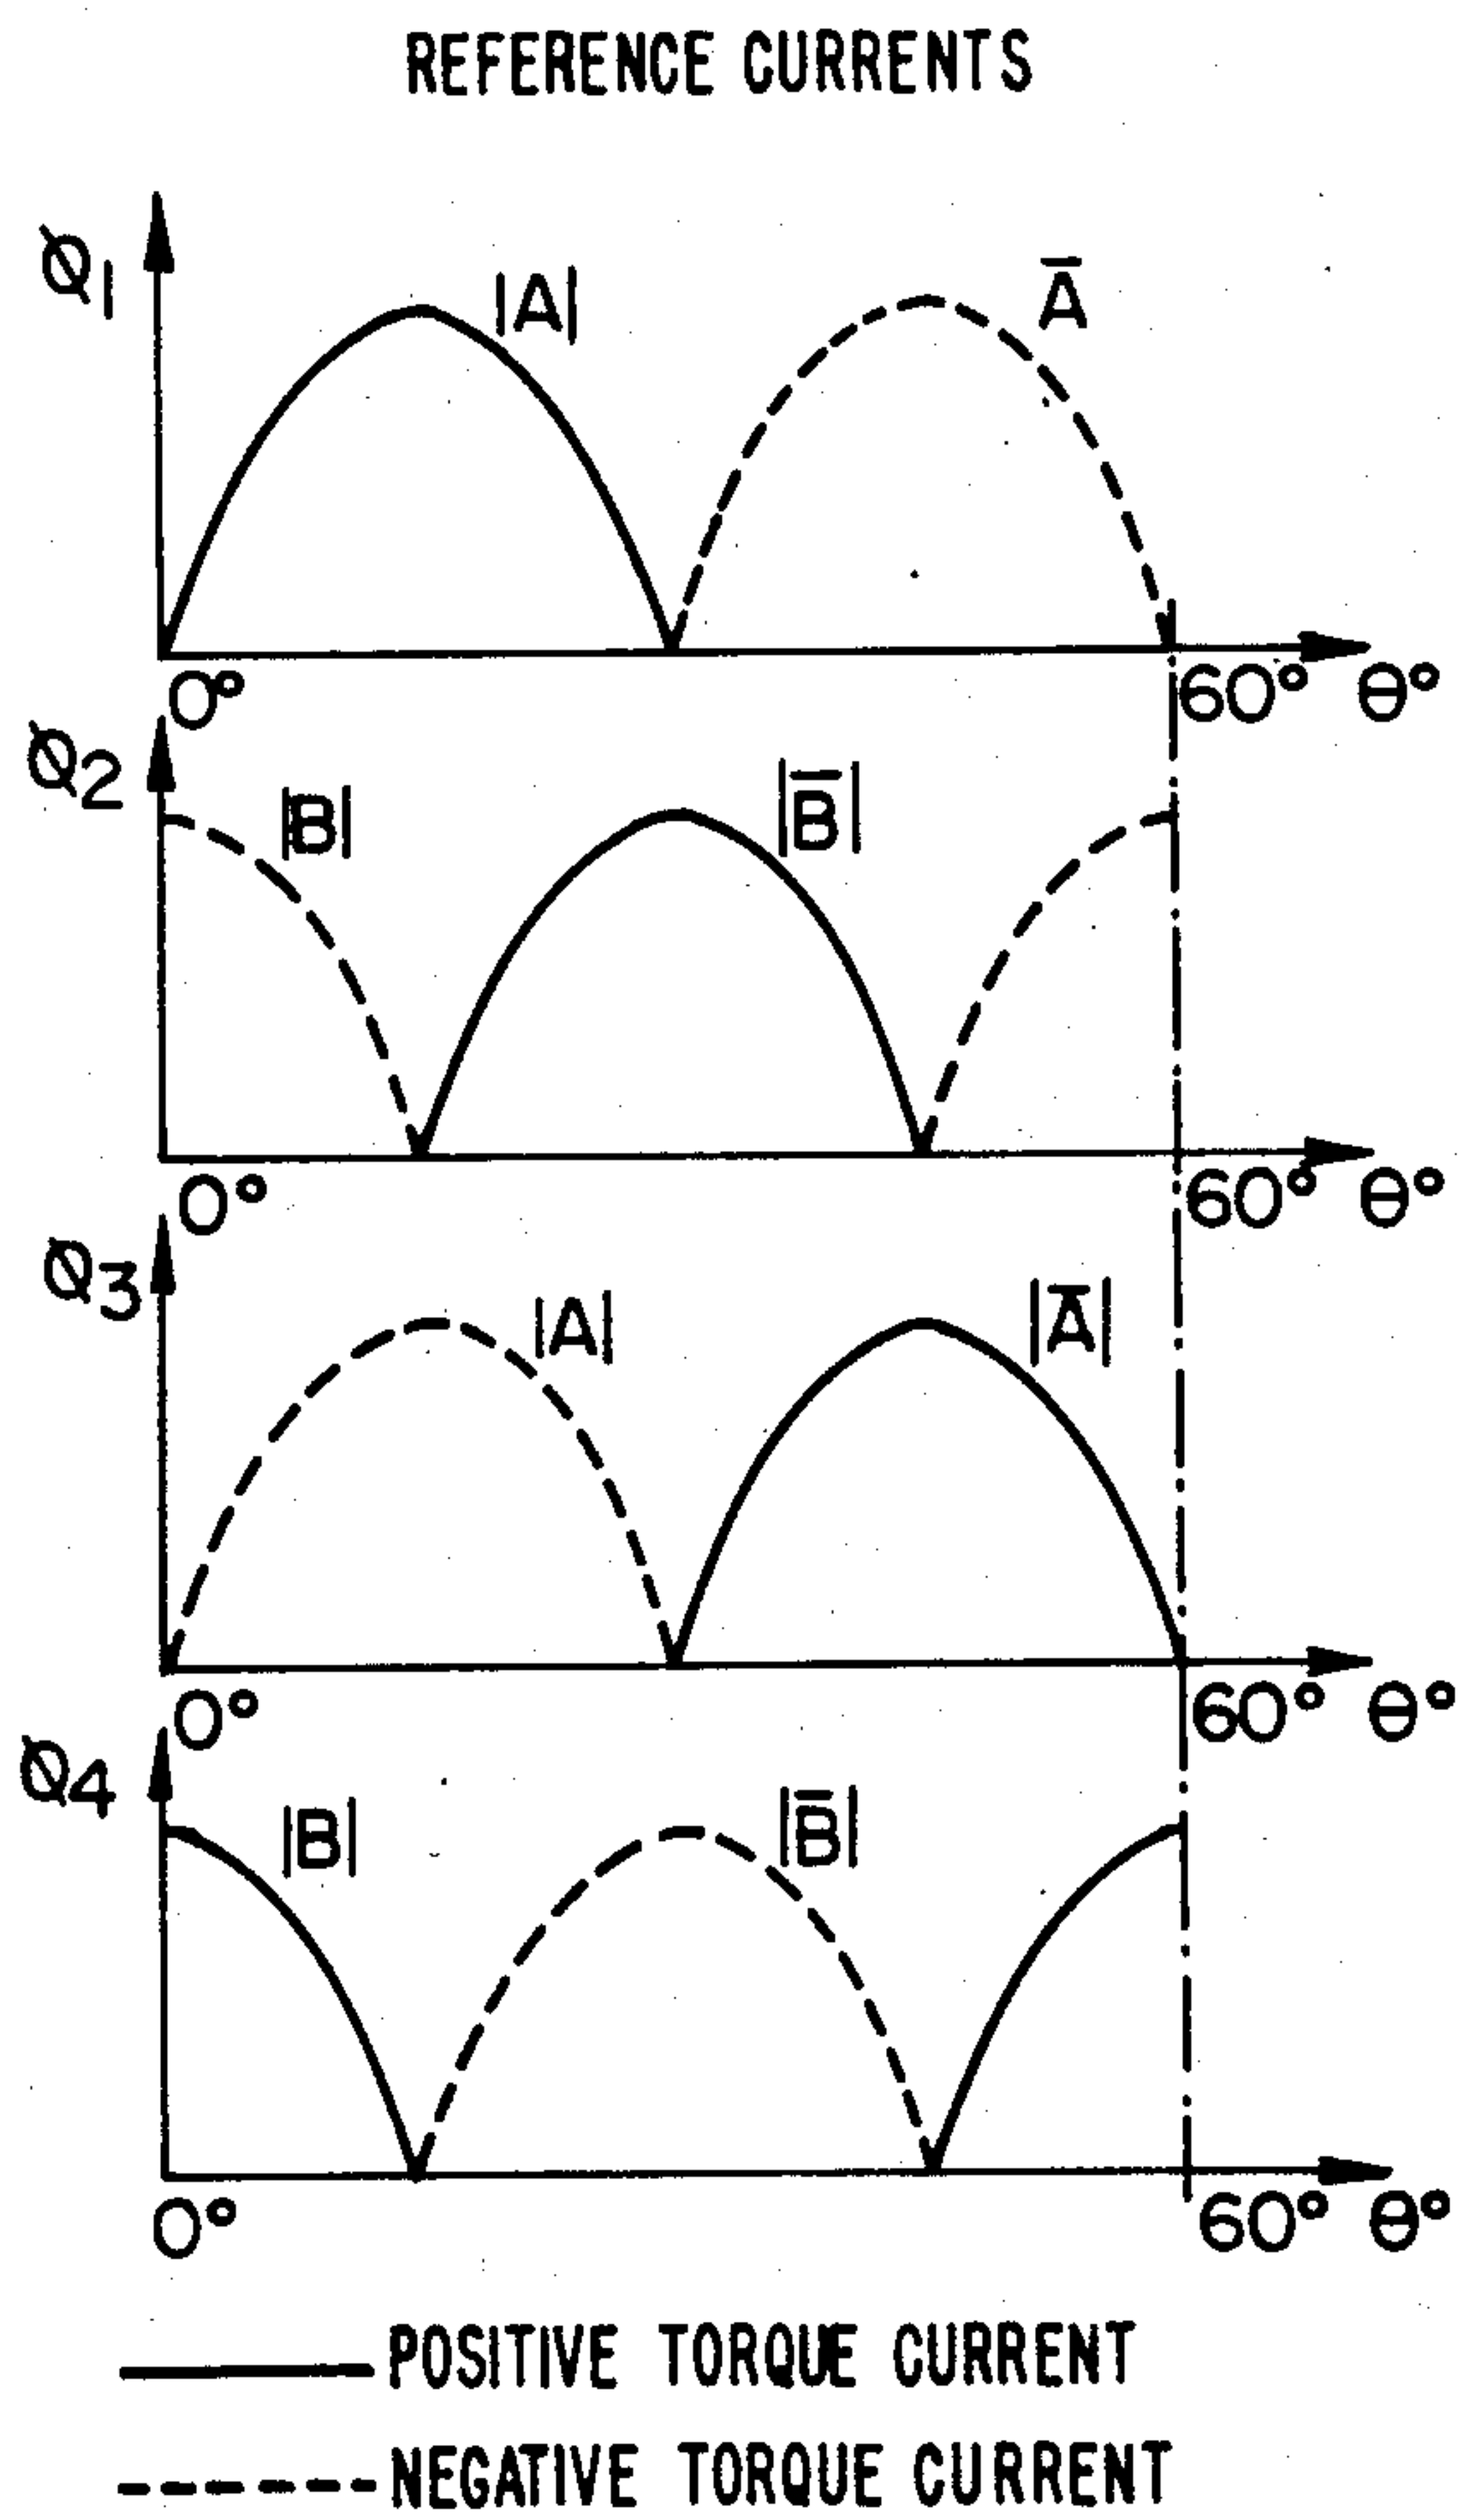 REFERENCE CURRENTS
Ø1
|A|
Ā
0°
60° θ°
Ø2
|B|
|B̄|
0°
60° θ°
Ø3
|A|
|Ā|
0°
60° θ°
Ø4
|B|
|B̄|
0°
60° θ°
POSITIVE TORQUE CURRENT
NEGATIVE TORQUE CURRENT